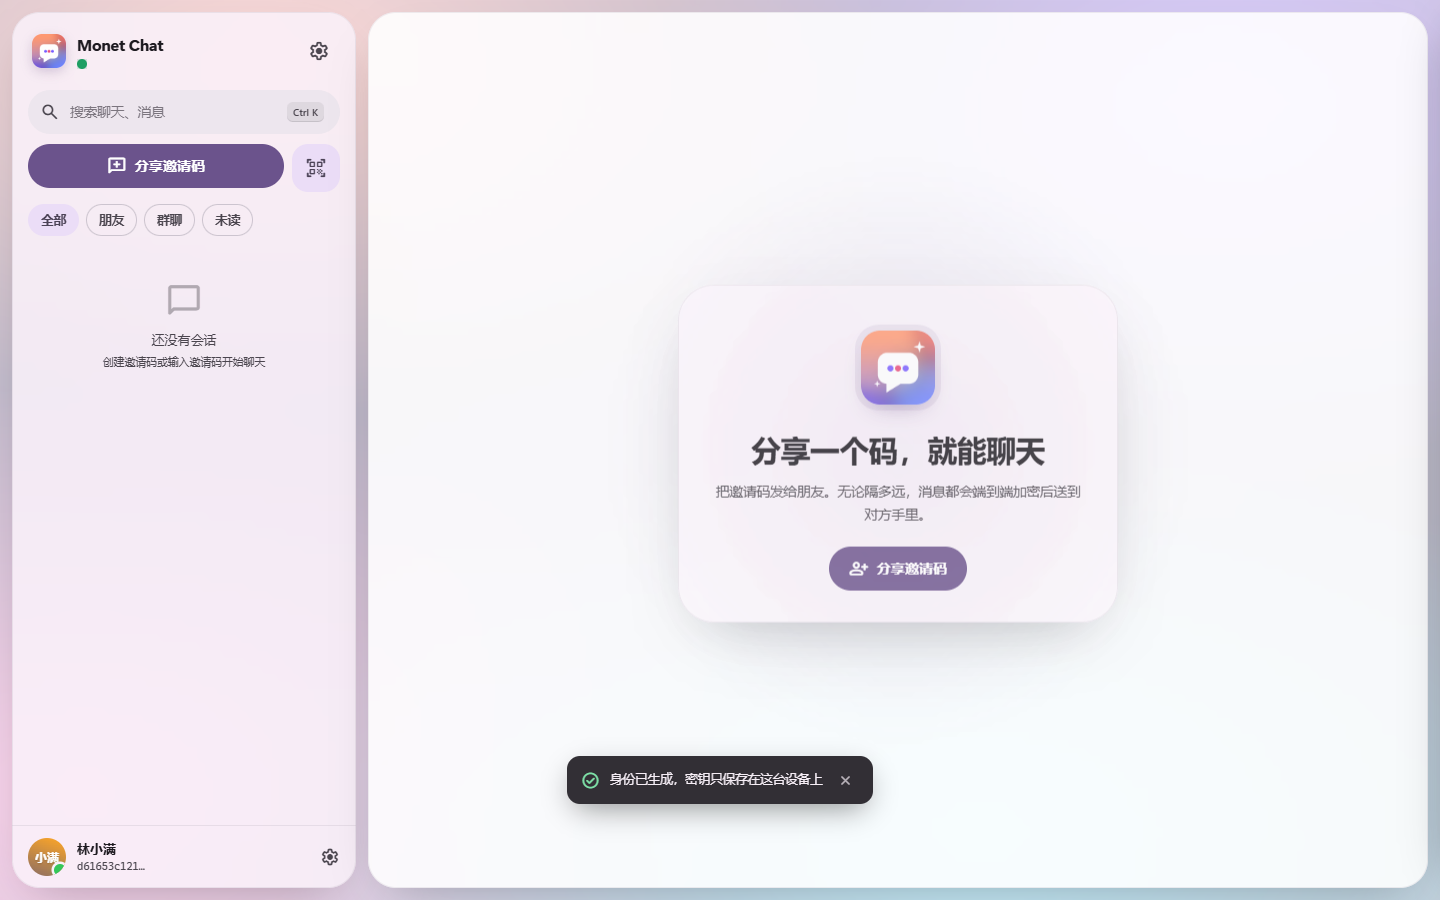 Monet Chat
搜索聊天、消息
Ctrl K
分享邀请码
全部
朋友
群聊
未读
还没有会话
创建邀请码或输入邀请码开始聊天
小满
林小满
d61653c121...
分享一个码，就能聊天
把邀请码发给朋友。无论隔多远，消息都会端到端加密后送到
对方手里。
分享邀请码
身份已生成，密钥只保存在这台设备上